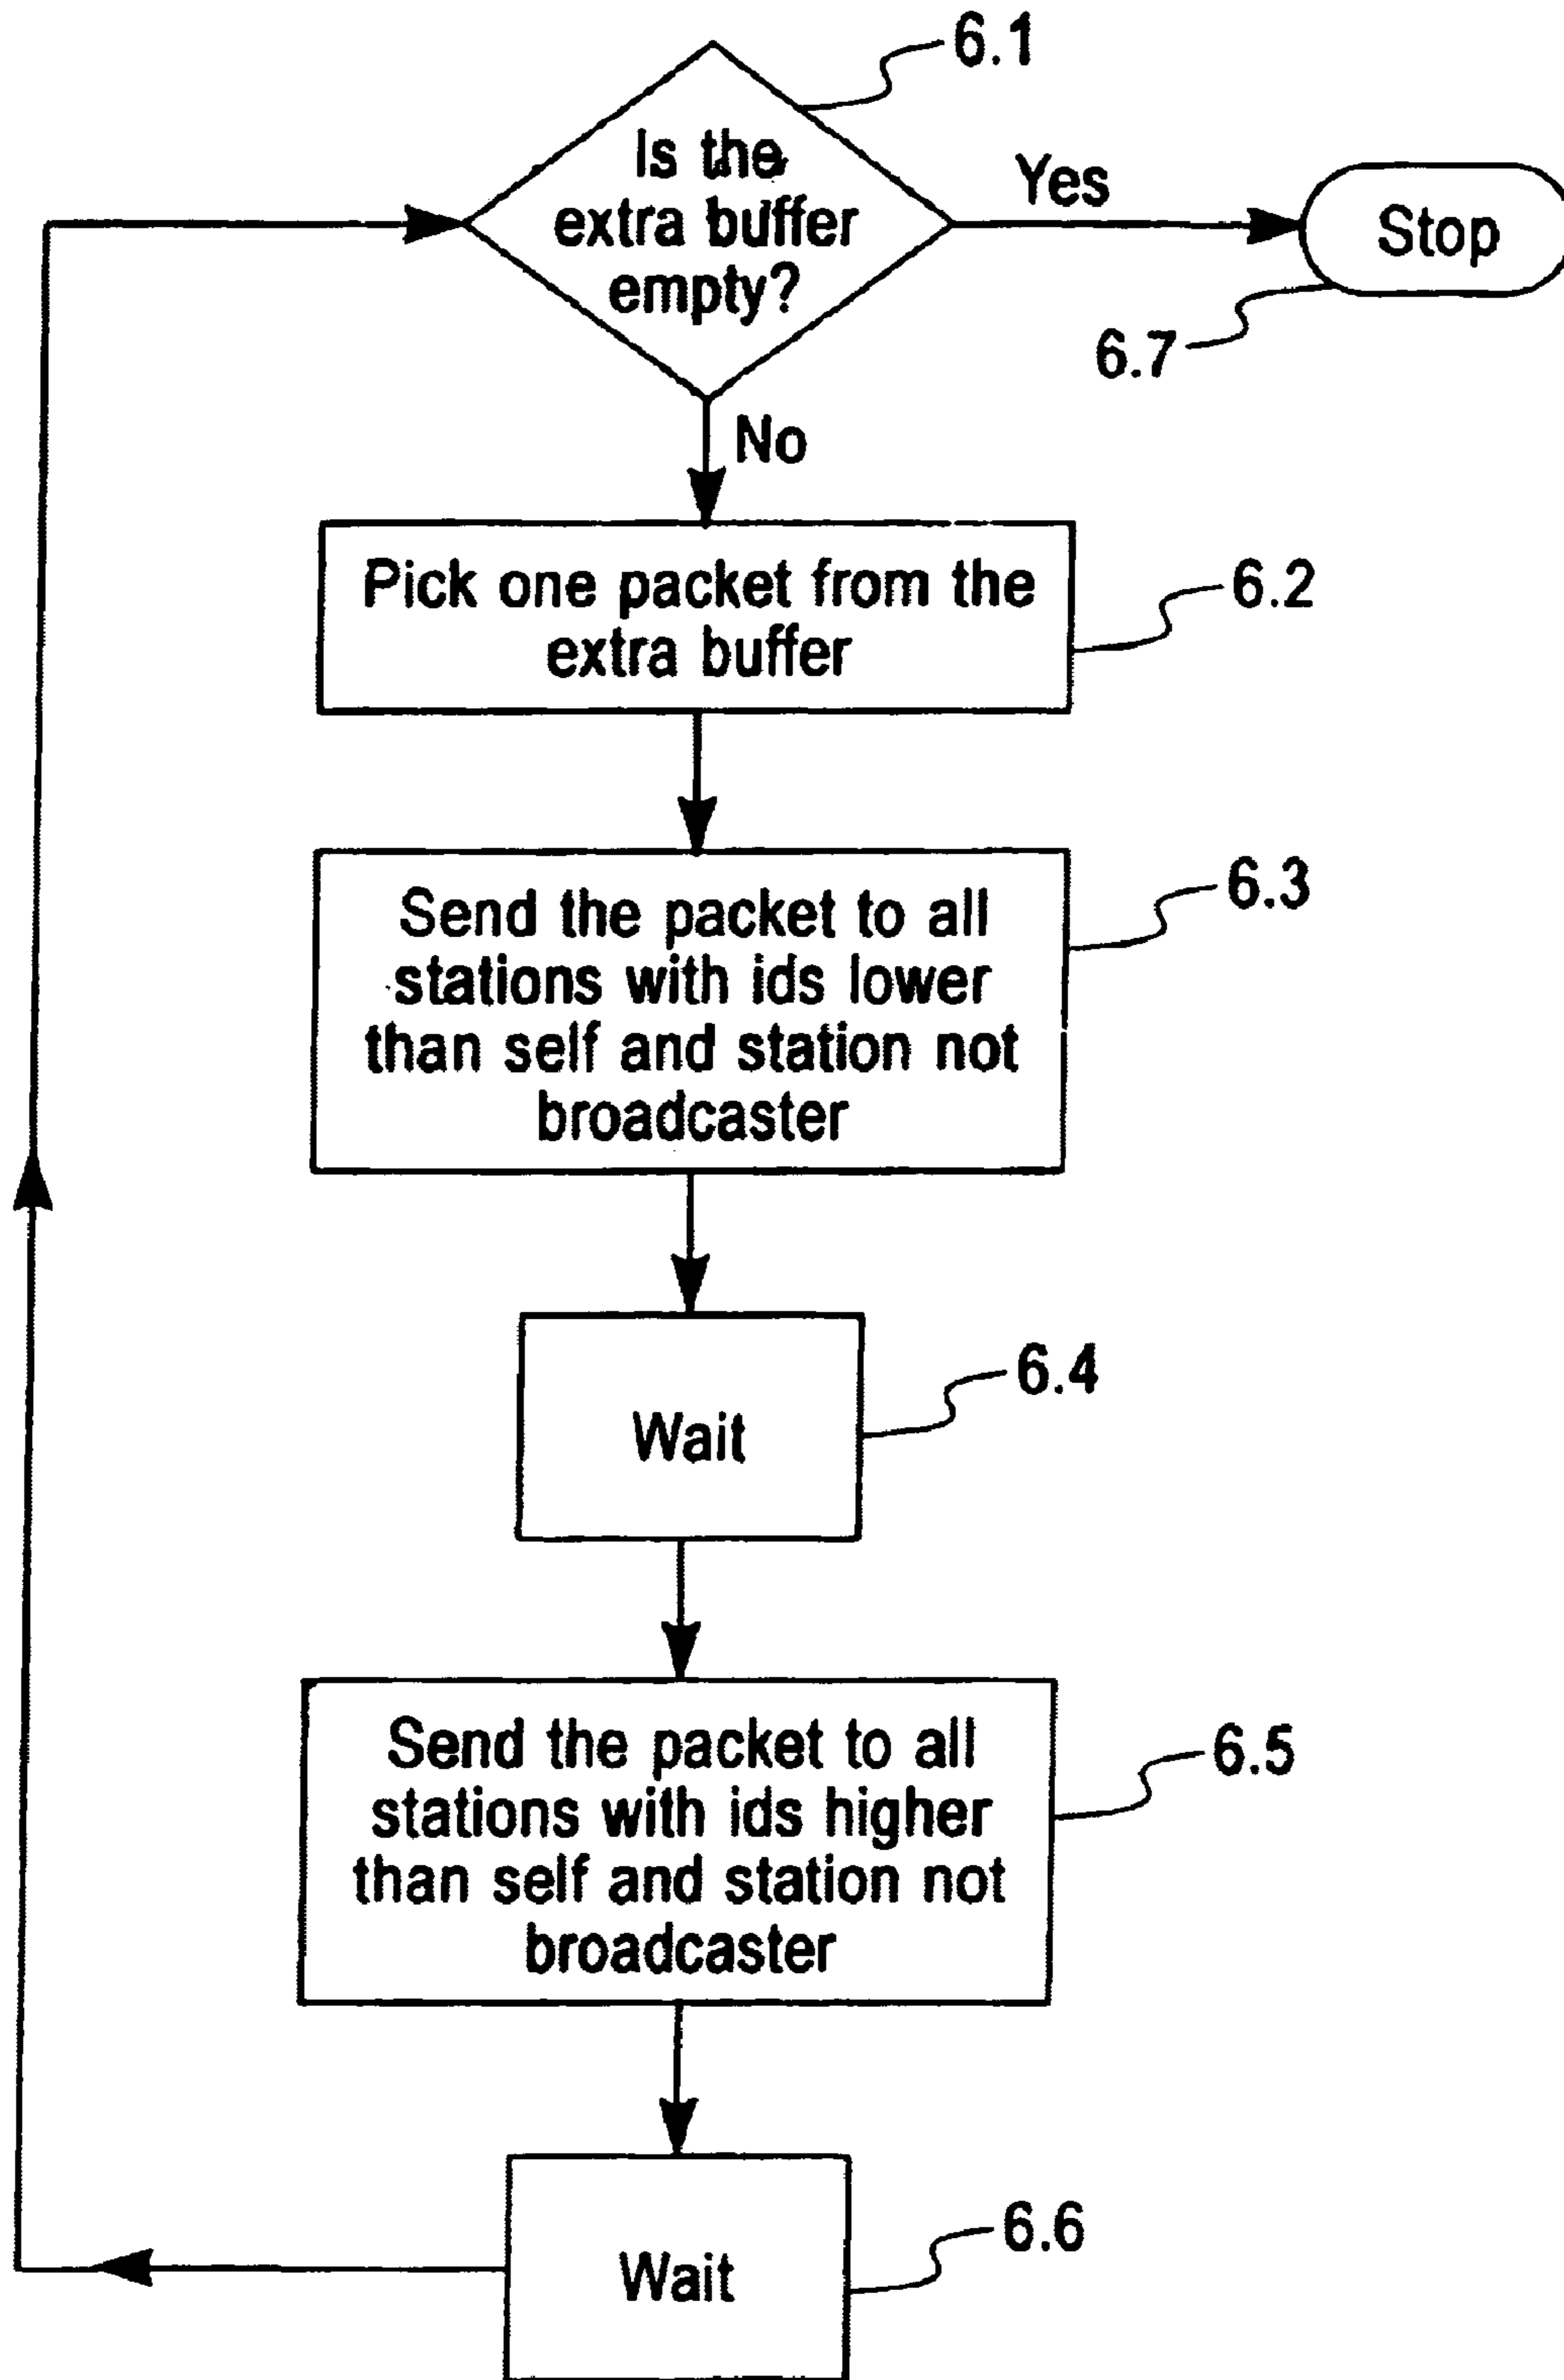 6.1
Is the
extra buffer
empty?
Yes
Stop
6.7
No
Pick one packet from the
extra buffer
6.2
Send the packet to all
stations with ids lower
than self and station not
broadcaster
6.3
Wait
6.4
Send the packet to all
stations with ids higher
than self and station not
broadcaster
6.5
Wait
6.6